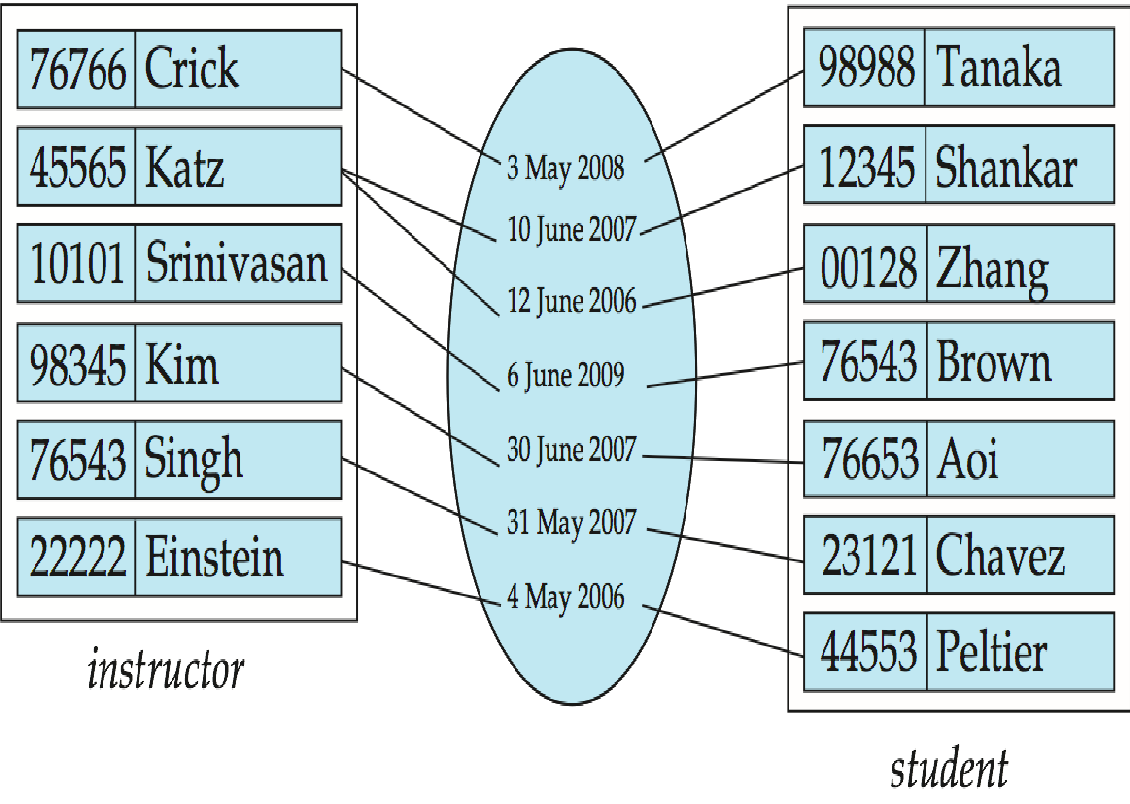 76766 Crick
45565 Katz
10101 Srinivasan
98345 Kim
76543 Singh
22222 Einstein
instructor
3 May 2008
10 June 2007
12 June 2006
6 June 2009
30 June 2007
31 May 2007
4 May 2006
98988 Tanaka
12345 Shankar
00128 Zhang
76543 Brown
76653 Aoi
23121 Chavez
44553 Peltier
student